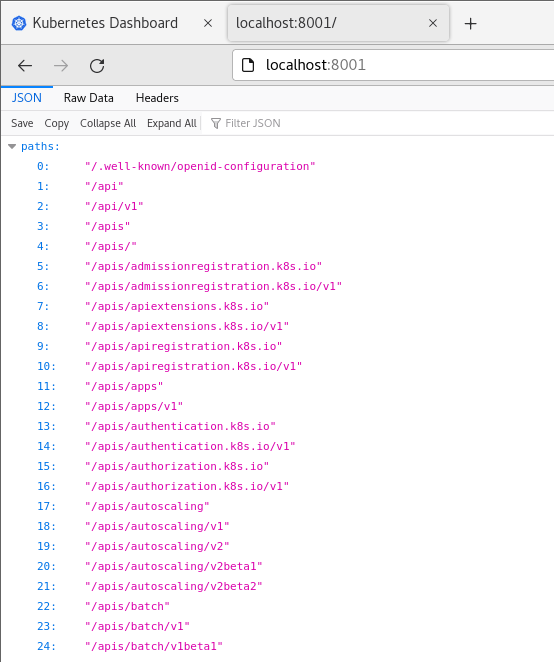 Kubernetes Dashboard × localhost:8001/ × +
localhost:8001
JSON Raw Data Headers
Save Copy Collapse All Expand All Filter JSON
paths:
0: "/.well-known/openid-configuration"
1: "/api"
2: "/api/v1"
3: "/apis"
4: "/apis/"
5: "/apis/admissionregistration.k8s.io"
6: "/apis/admissionregistration.k8s.io/v1"
7: "/apis/apiextensions.k8s.io"
8: "/apis/apiextensions.k8s.io/v1"
9: "/apis/apiregistration.k8s.io"
10: "/apis/apiregistration.k8s.io/v1"
11: "/apis/apps"
12: "/apis/apps/v1"
13: "/apis/authentication.k8s.io"
14: "/apis/authentication.k8s.io/v1"
15: "/apis/authorization.k8s.io"
16: "/apis/authorization.k8s.io/v1"
17: "/apis/autoscaling"
18: "/apis/autoscaling/v1"
19: "/apis/autoscaling/v2"
20: "/apis/autoscaling/v2beta1"
21: "/apis/autoscaling/v2beta2"
22: "/apis/batch"
23: "/apis/batch/v1"
24: "/apis/batch/v1beta1"